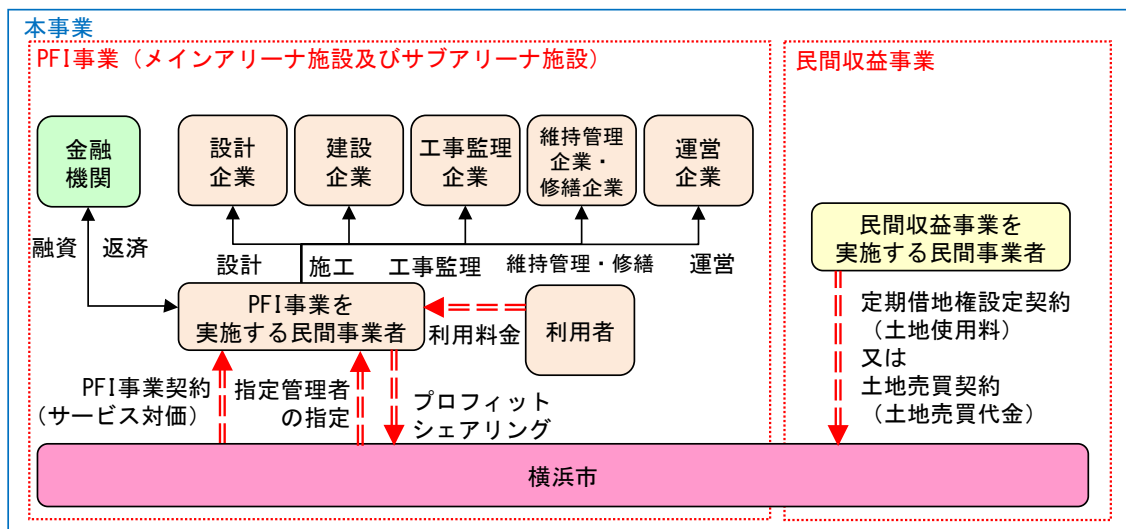 本事業
PFI事業（メインアリーナ施設及びサブアリーナ施設）
民間収益事業
金融
機関
設計
企業
建設
企業
工事監理
企業
維持管理
企業・
修繕企業
運営
企業
融資
返済
設計
施工
工事監理
維持管理・修繕
運営
PFI事業を
実施する民間事業者
利用料金
利用者
民間収益事業を
実施する民間事業者
PFI事業契約
（サービス対価）
指定管理者
の指定
プロフィット
シェアリング
定期借地権設定契約
（土地使用料）
又は
土地売買契約
（土地売買代金）
横浜市